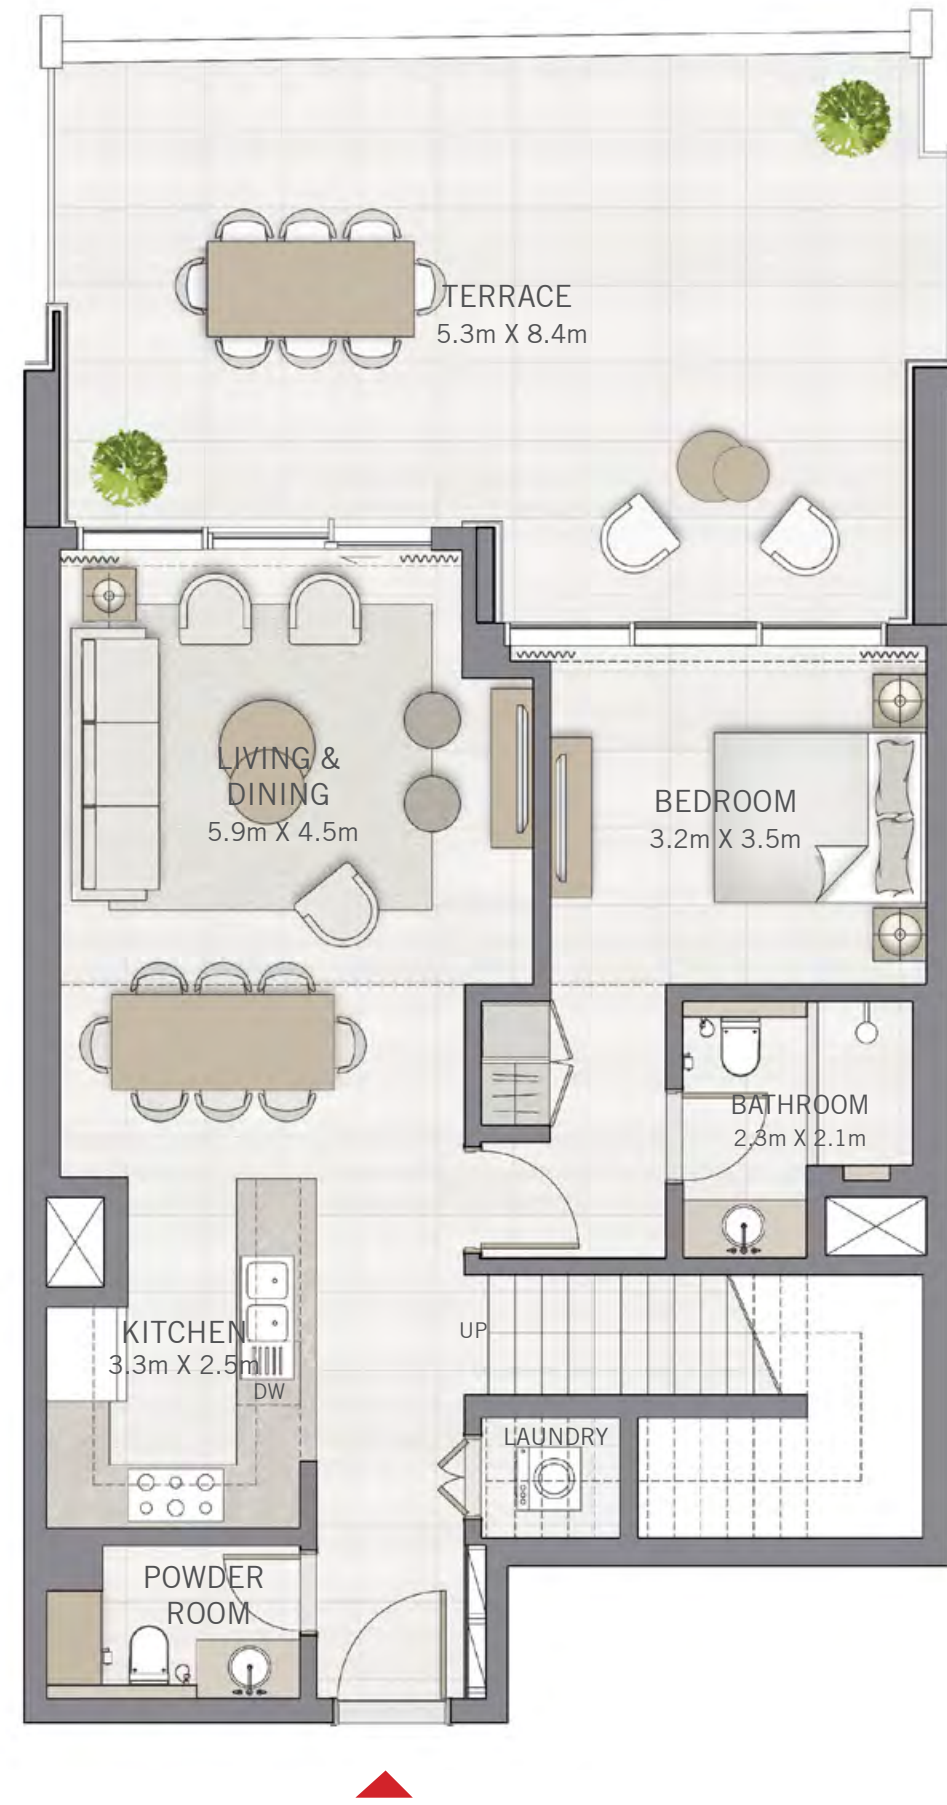 TERRACE
5.3m X 8.4m
LIVING &
DINING
5.9m X 4.5m
BEDROOM
3.2m X 3.5m
BATHROOM
2.3m X 2.1m
KITCHEN
3.3m X 2.5m
DW
UP
LAUNDRY
POWDER
ROOM